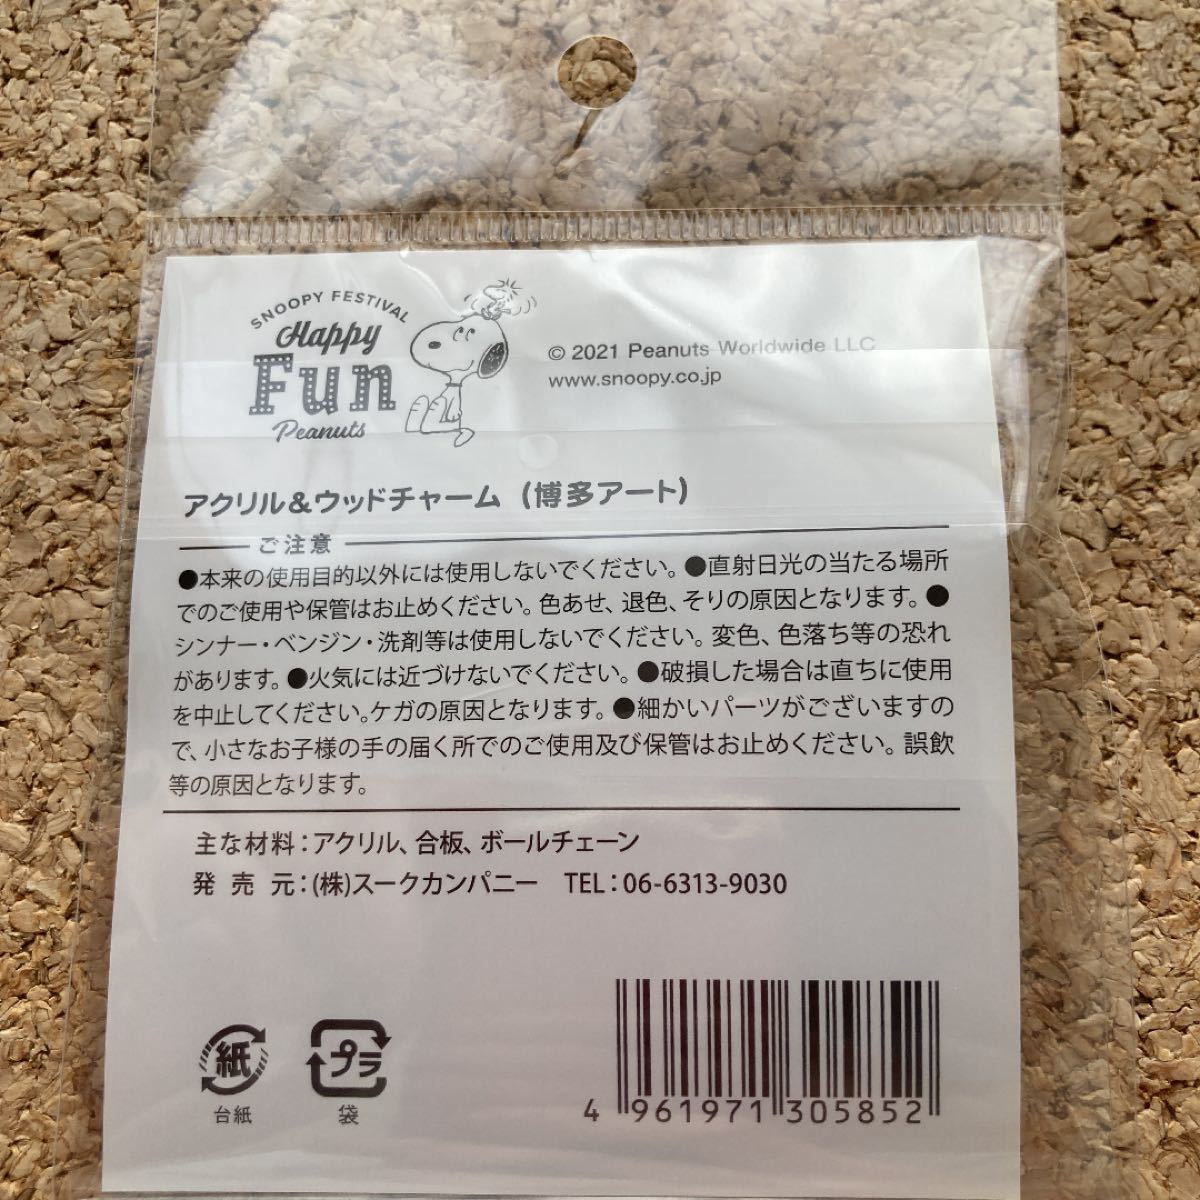 SNOOPY FESTIVAL
Happy
Fun
Peanuts
© 2021 Peanuts Worldwide LLC
www.snoopy.co.jp
アクリル&ウッドチャーム（博多アート）
ご注意
●本来の使用目的以外には使用しないでください。●直射日光の当たる場所
でのご使用や保管はお止めください。色あせ、退色、そりの原因となります。●
シンナー・ベンジン・洗剤等は使用しないでください。変色、色落ち等の恐れ
があります。●火気には近づけないでください。●破損した場合は直ちに使用
を中止してください。ケガの原因となります。●細かいパーツがございますの
で、小さなお子様の手の届く所でのご使用及び保管はお止めください。誤飲
等の原因となります。
主な材料：アクリル、合板、ボールチェーン
発売元：(株)スークカンパニー TEL：06-6313-9030
紙
台紙
プラ
袋
4 961971 305852